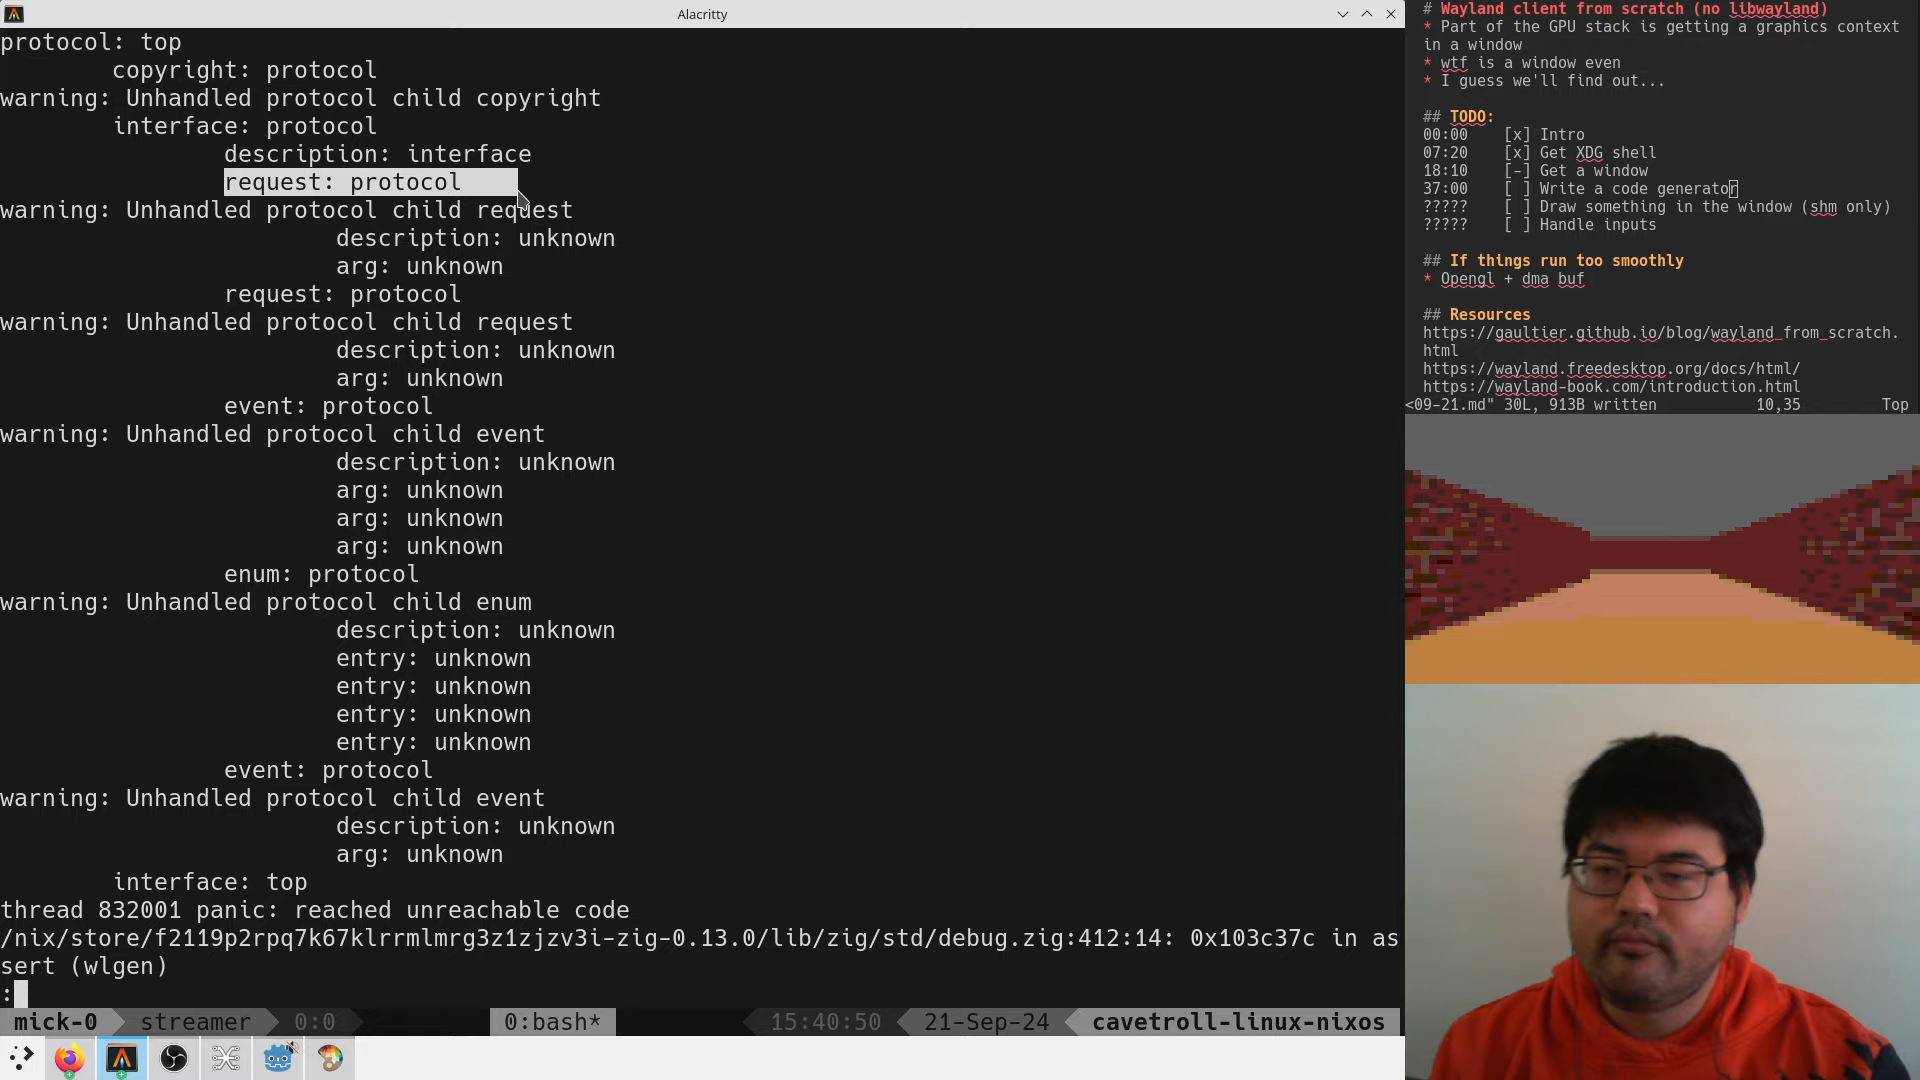 Alacritty
protocol: top
copyright: protocol
warning: Unhandled protocol child copyright
interface: protocol
description: interface
request: protocol
warning: Unhandled protocol child request
description: unknown
arg: unknown
request: protocol
warning: Unhandled protocol child request
description: unknown
arg: unknown
event: protocol
warning: Unhandled protocol child event
description: unknown
arg: unknown
arg: unknown
arg: unknown
enum: protocol
warning: Unhandled protocol child enum
description: unknown
entry: unknown
entry: unknown
entry: unknown
entry: unknown
event: protocol
warning: Unhandled protocol child event
description: unknown
arg: unknown
interface: top
thread 832001 panic: reached unreachable code
/nix/store/f2119p2rpq7k67klrrmlmrg3z1zjzv3i-zig-0.13.0/lib/zig/std/debug.zig:412:14: 0x103c37c in as
sert (wlgen)
:
mick-0 streamer 0:0 0:bash* 15:40:50 21-Sep-24 cavetroll-linux-nixos
# Wayland client from scratch (no libwayland)
* Part of the GPU stack is getting a graphics context
in a window
* wtf is a window even
* I guess we'll find out...
## TODO:
00:00 [x] Intro
07:20 [x] Get XDG shell
18:10 [-] Get a window
37:00 [ ] Write a code generator
????? [ ] Draw something in the window (shm only)
????? [ ] Handle inputs
## If things run too smoothly
* Opengl + dma buf
## Resources
https://gaultier.github.io/blog/wayland_from_scratch.
html
https://wayland.freedesktop.org/docs/html/
https://wayland-book.com/introduction.html
<09-21.md" 30L, 913B written 10,35 Top